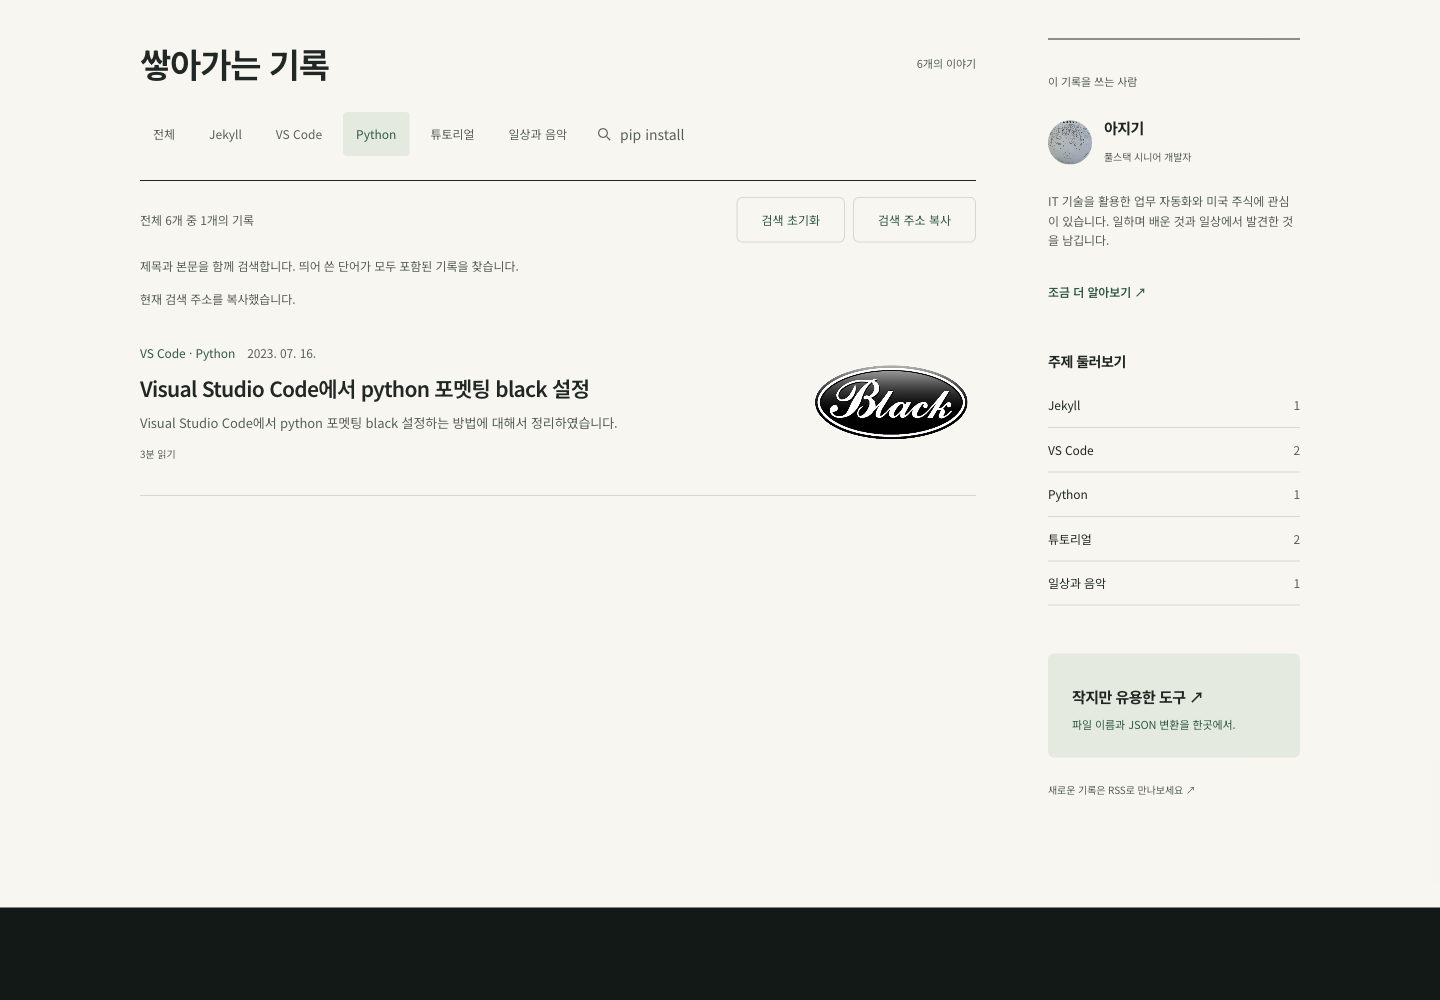 쌓아가는 기록
6개의 이야기
전체
Jekyll
VS Code
Python
튜토리얼
일상과 음악
pip install
전체 6개 중 1개의 기록
검색 초기화
검색 주소 복사
제목과 본문을 함께 검색합니다. 띄어 쓴 단어가 모두 포함된 기록을 찾습니다.
현재 검색 주소를 복사했습니다.
VS Code · Python 2023. 07. 16.
Visual Studio Code에서 python 포멧팅 black 설정
Visual Studio Code에서 python 포멧팅 black 설정하는 방법에 대해서 정리하였습니다.
3분 읽기
Black
이 기록을 쓰는 사람
아지기
풀스택 시니어 개발자
IT 기술을 활용한 업무 자동화와 미국 주식에 관심
이 있습니다. 일하며 배운 것과 일상에서 발견한 것
을 남깁니다.
조금 더 알아보기 ↗
주제 둘러보기
Jekyll 1
VS Code 2
Python 1
튜토리얼 2
일상과 음악 1
작지만 유용한 도구 ↗
파일 이름과 JSON 변환을 한곳에서.
새로운 기록은 RSS로 만나보세요 ↗